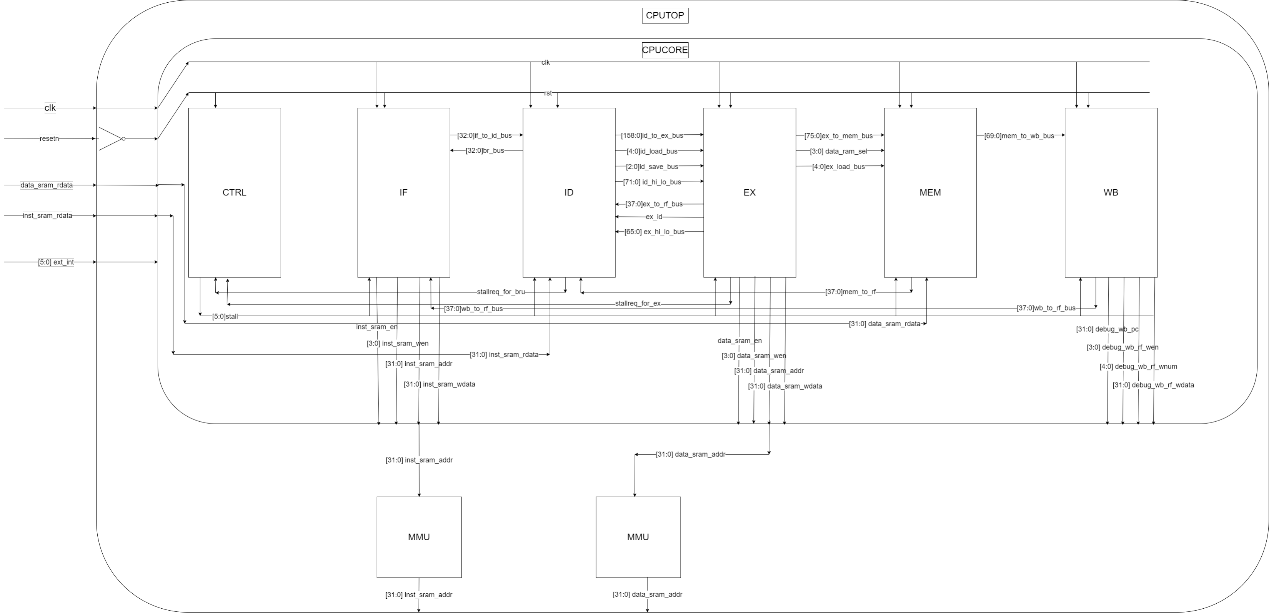 CPUTOP
CPUCORE
clk
rst
clk
resetn
data_sram_rdata
inst_sram_rdata
[5:0] ext_int
CTRL
IF
ID
EX
MEM
WB
[32:0]if_to_id_bus
[32:0]br_bus
[158:0]id_to_ex_bus
[4:0]id_load_bus
[2:0]id_save_bus
[71:0] id_hi_lo_bus
[37:0]ex_to_rf_bus
ex_id
[65:0] ex_hi_lo_bus
[75:0]ex_to_mem_bus
[3:0] data_ram_sel
[4:0]ex_load_bus
[69:0]mem_to_wb_bus
stallreq_for_bru
[37:0]mem_to_rf
stallreq_for_ex
[37:0]wb_to_rf_bus
[37:0]wb_to_rf_bus
[5:0]stall
[31:0] data_sram_rdata
[31:0] inst_sram_rdata
inst_sram_en
[3:0] inst_sram_wen
[31:0] inst_sram_addr
[31:0] inst_sram_wdata
data_sram_en
[3:0] data_sram_wen
[31:0] data_sram_addr
[31:0] data_sram_wdata
[31:0] debug_wb_pc
[3:0] debug_wb_rf_wen
[4:0] debug_wb_rf_wnum
[31:0] debug_wb_rf_wdata
[31:0] inst_sram_addr
[31:0] data_sram_addr
MMU
MMU
[31:0] inst_sram_addr
[31:0] data_sram_addr